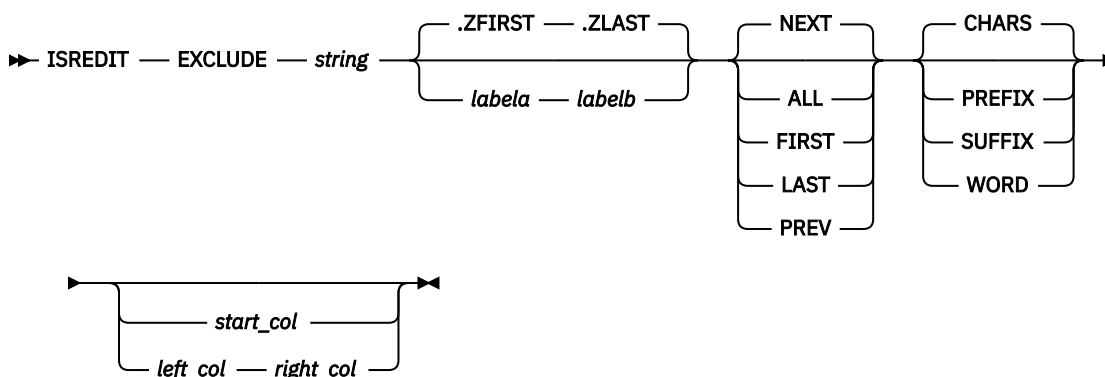 .ZFIRST .ZLAST NEXT CHARS
ISREDIT EXCLUDE string
labela labelb ALL PREFIX
FIRST SUFFIX
LAST WORD
PREV
start_col
left_col right_col